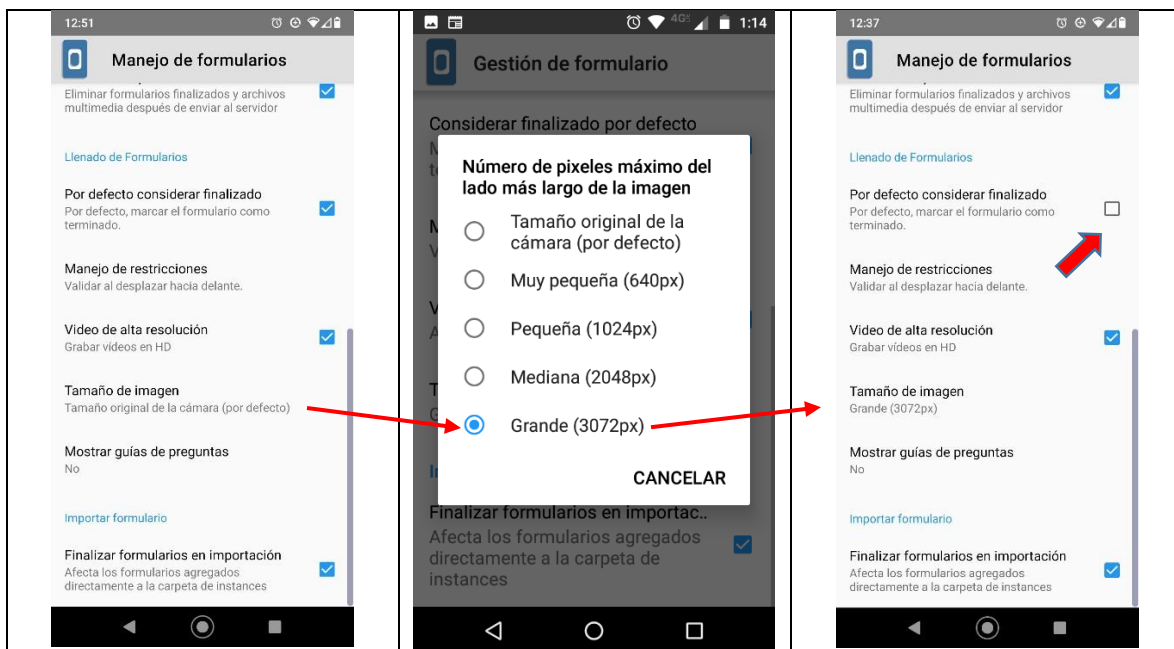 12:51
Manejo de formularios
Eliminar formularios finalizados y archivos
multimedia después de enviar al servidor
Llenado de Formularios
Por defecto considerar finalizado
Por defecto, marcar el formulario como
terminado.
Manejo de restricciones
Validar al desplazar hacia delante.
Video de alta resolución
Grabar vídeos en HD
Tamaño de imagen
Tamaño original de la cámara (por defecto)
Mostrar guías de preguntas
No
Importar formulario
Finalizar formularios en importación
Afecta los formularios agregados
directamente a la carpeta de instances
4G 1:14
Gestión de formulario
Considerar finalizado por defecto
Número de pixeles máximo del
lado más largo de la imagen
Tamaño original de la
cámara (por defecto)
Muy pequeña (640px)
Pequeña (1024px)
Mediana (2048px)
Grande (3072px)
CANCELAR
Finalizar formularios en importac..
Afecta los formularios agregados
directamente a la carpeta de
instances
12:37
Manejo de formularios
Eliminar formularios finalizados y archivos
multimedia después de enviar al servidor
Llenado de Formularios
Por defecto considerar finalizado
Por defecto, marcar el formulario como
terminado.
Manejo de restricciones
Validar al desplazar hacia delante.
Video de alta resolución
Grabar vídeos en HD
Tamaño de imagen
Grande (3072px)
Mostrar guías de preguntas
No
Importar formulario
Finalizar formularios en importación
Afecta los formularios agregados
directamente a la carpeta de instances